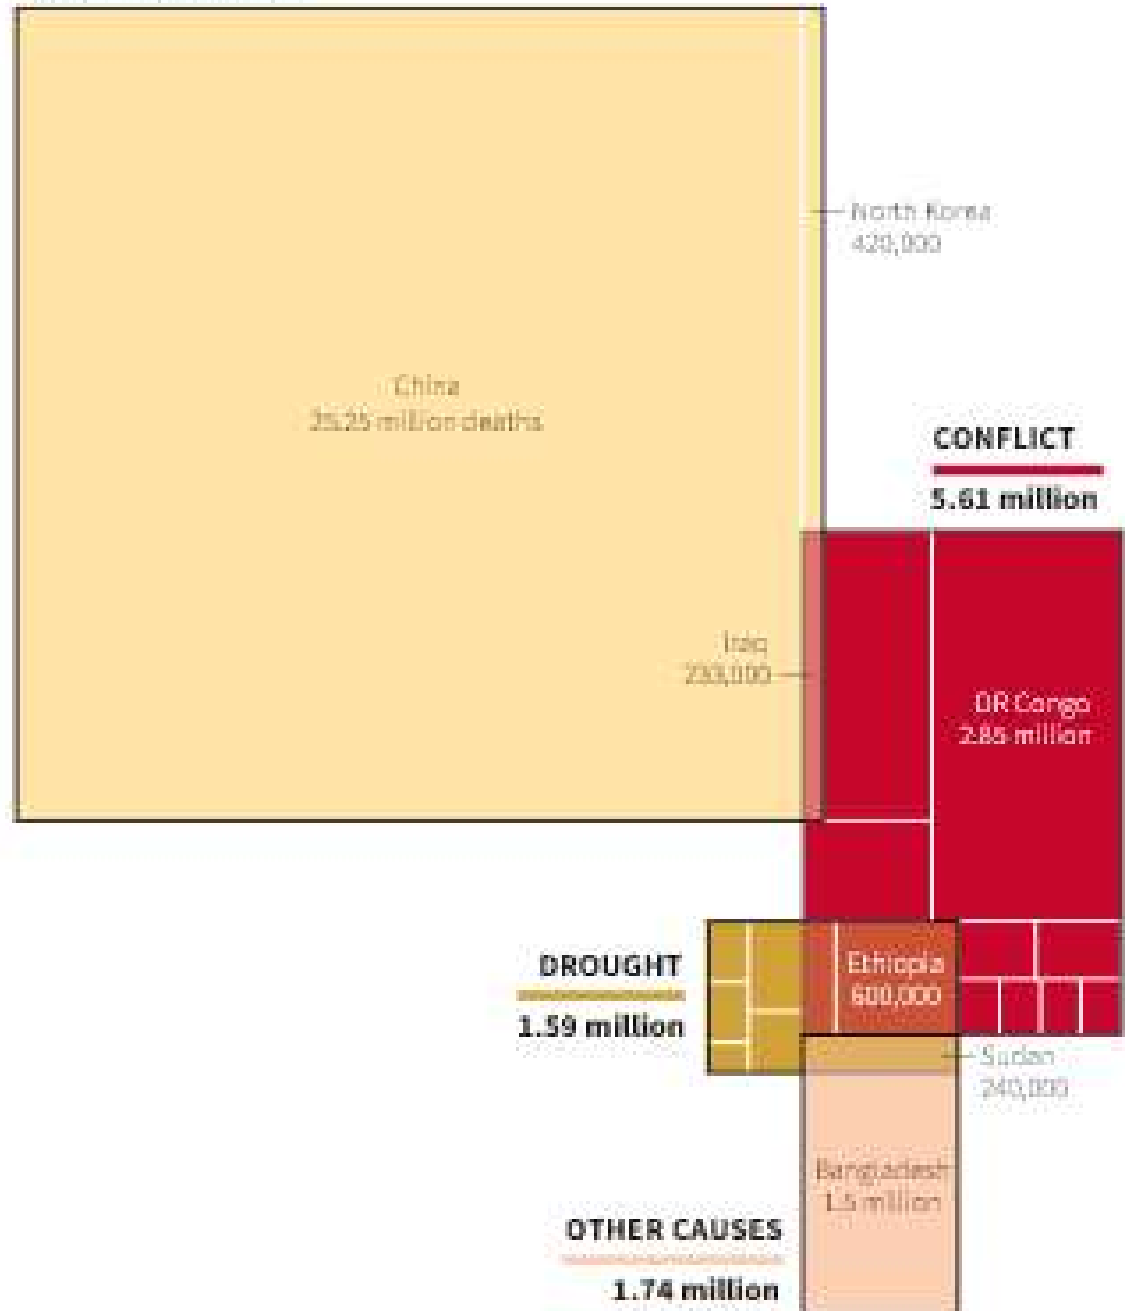 North Korea
420,000
China
25.25 million deaths
CONFLICT
5.61 million
Iraq
233,000
DR Congo
2.85 million
DROUGHT
1.59 million
Ethiopia
600,000
Sudan
240,000
Bangladesh
1.5 million
OTHER CAUSES
1.74 million